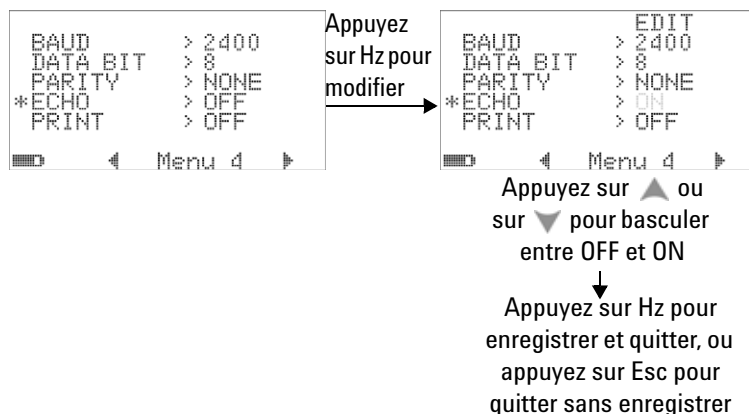 BAUD > 2400
DATA BIT > 8
PARITY > NONE
*ECHO > OFF
PRINT > OFF
Menu 4
Appuyez
sur Hz pour
modifier
EDIT
BAUD > 2400
DATA BIT > 8
PARITY > NONE
*ECHO > ON
PRINT > OFF
Menu 4
Appuyez sur ou
sur pour basculer
entre OFF et ON
Appuyez sur Hz pour
enregistrer et quitter, ou
appuyez sur Esc pour
quitter sans enregistrer